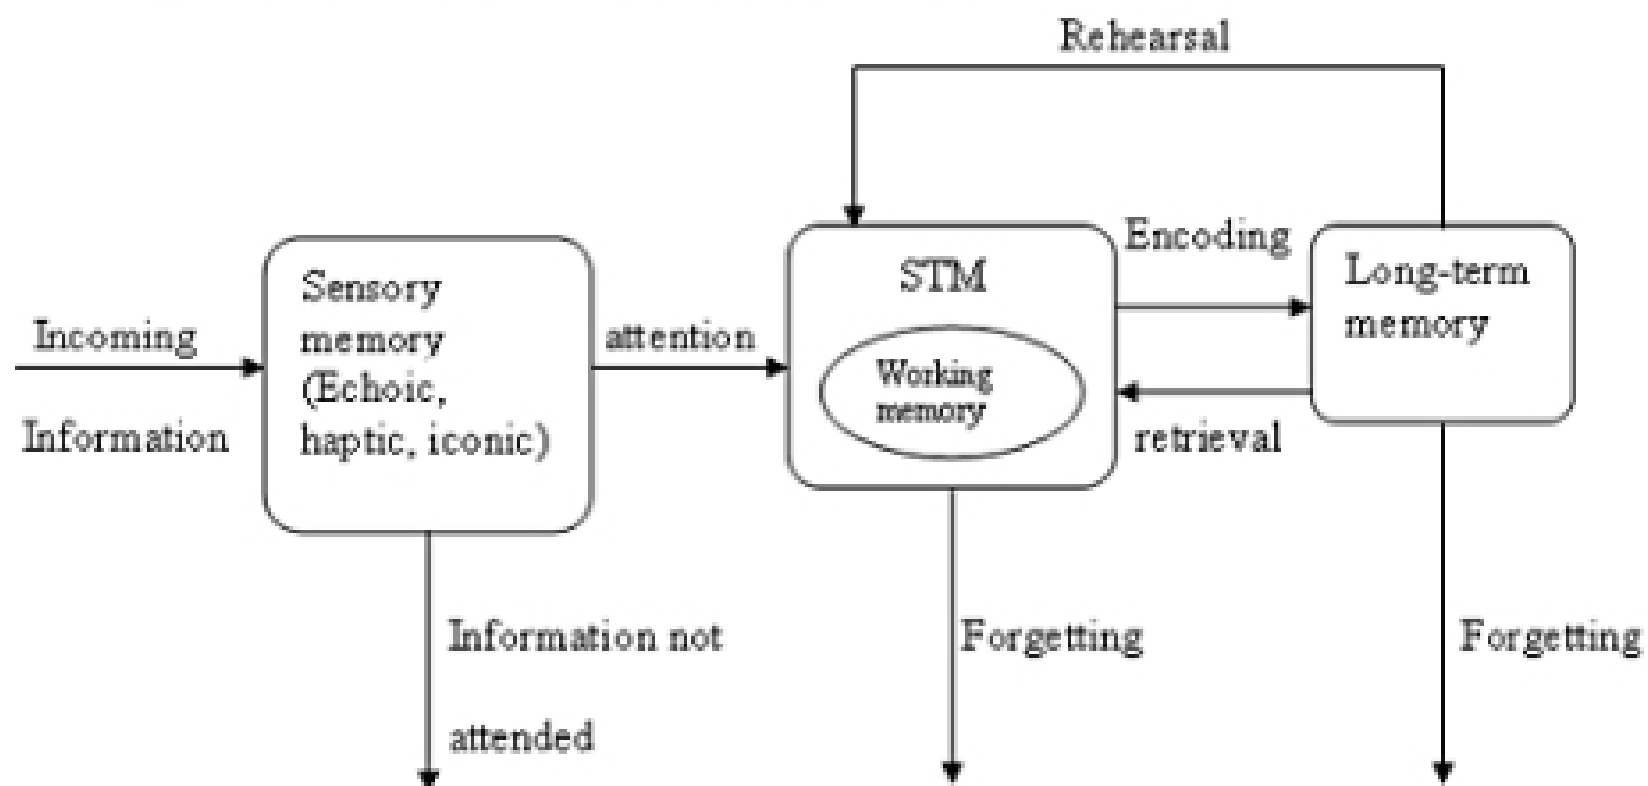 Rehearsal
Incoming
Information
Sensory
memory
(Echoic,
haptic, iconic)
attention
STM
Working
memory
Encoding
retrieval
Long-term
memory
Information not
attended
Forgetting
Forgetting